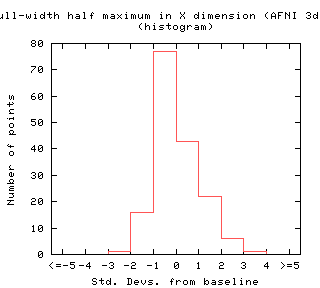 ull-width half maximum in X dimension (AFNI 3d
(histogram)
80
70
60
50
40
30
20
10
0
Number of points
<=-5 -4 -3 -2 -1 0 1 2 3 4 >=5
Std. Devs. from baseline